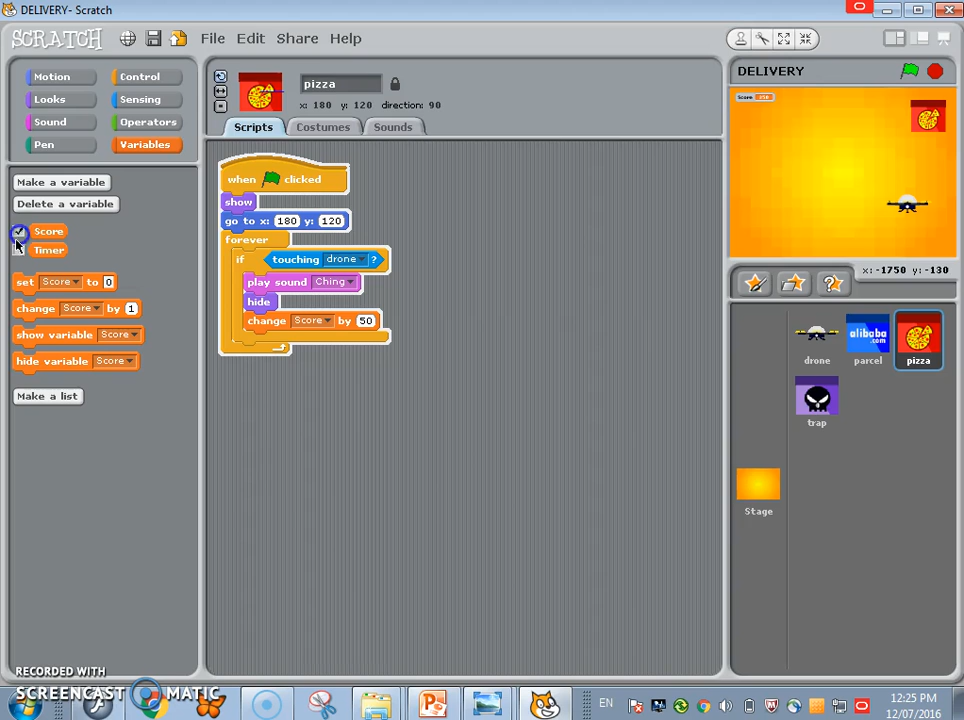 DELIVERY- Scratch
SCRATCH
File Edit Share Help
Motion Control
Looks Sensing
Sound Operators
Pen Variables
Make a variable
Delete a variable
Score
Timer
set Score to 0
change Score by 1
show variable Score
hide variable Score
Make a list
pizza
x: 180 y: 120 direction: 90
Scripts Costumes Sounds
when clicked
show
go to x: 180 y: 120
forever
if touching drone ?
play sound Ching
hide
change Score by 50
DELIVERY
Score
x: -1750 y: -130
alibaba
.com
drone parcel pizza
trap
Stage
RECORDED WITH
SCREENCAST MATIC
EN
12:25 PM
12/07/2016